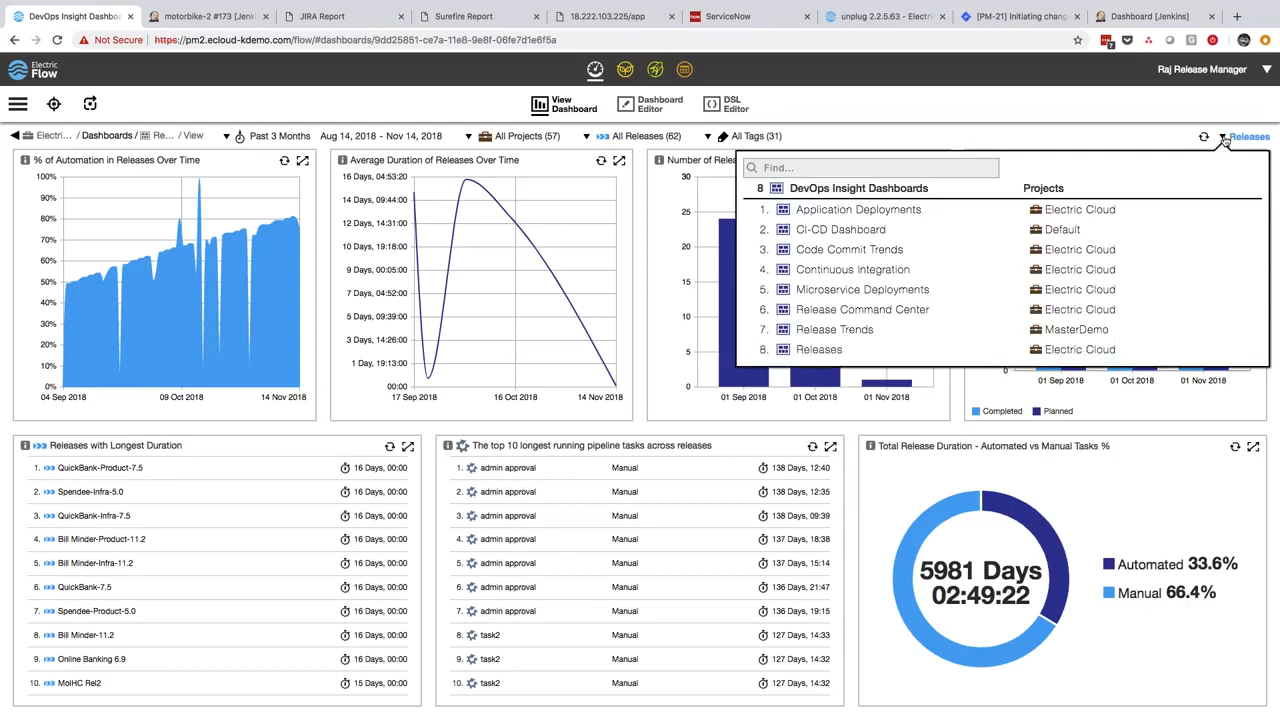 DevOps Insight Dashboards
motorbike-2 #173 [Jenk
JIRA Report
Surefire Report
18.222.103.225/app
ServiceNow
unplug 2.2.5.63 - Electri
[PM-21] Initiating chang
Dashboard [Jenkins]
Not Secure
https://pm2.ecloud-kdemo.com/flow/#dashboards/9dd25851-ce7a-11e8-9e8f-06fe7d1e6f5a
Electric Flow
Raj Release Manager
View Dashboard
Dashboard Editor
DSL Editor
Electri... / Dashboards / Re... / View
Past 3 Months
Aug 14, 2018 - Nov 14, 2018
All Projects (57)
All Releases (62)
All Tags (31)
Releases
% of Automation in Releases Over Time
100%
90%
80%
70%
60%
50%
40%
30%
20%
10%
0%
04 Sep 2018
09 Oct 2018
14 Nov 2018
Average Duration of Releases Over Time
16 Days, 04:53:20
14 Days, 09:44:00
12 Days, 14:31:00
10 Days, 19:18:00
9 Days, 00:05:00
7 Days, 04:52:00
5 Days, 09:39:00
3 Days, 14:26:00
1 Day, 19:13:00
00:00
17 Sep 2018
16 Oct 2018
14 Nov 2018
Number of Rele
30
25
20
15
10
5
0
01 Sep 2018
01 Oct 2018
01 Nov 2018
Find...
8 DevOps Insight Dashboards Projects
1. Application Deployments Electric Cloud
2. CI-CD Dashboard Default
3. Code Commit Trends Electric Cloud
4. Continuous Integration Electric Cloud
5. Microservice Deployments Electric Cloud
6. Release Command Center Electric Cloud
7. Release Trends MasterDemo
8. Releases Electric Cloud
0
01 Sep 2018
01 Oct 2018
01 Nov 2018
Completed
Planned
Releases with Longest Duration
1. QuickBank-Product-7.5 16 Days, 00:00
2. Spendee-Infra-5.0 16 Days, 00:00
3. QuickBank-Infra-7.5 16 Days, 00:00
4. Bill Minder-Product-11.2 16 Days, 00:00
5. Bill Minder-Infra-11.2 16 Days, 00:00
6. QuickBank-7.5 16 Days, 00:00
7. Spendee-Product-5.0 16 Days, 00:00
8. Bill Minder-11.2 16 Days, 00:00
9. Online Banking 6.9 16 Days, 00:00
10. MolHC Rel2 15 Days, 00:00
The top 10 longest running pipeline tasks across releases
1. admin approval Manual 138 Days, 12:40
2. admin approval Manual 138 Days, 12:35
3. admin approval Manual 138 Days, 09:39
4. admin approval Manual 137 Days, 18:38
5. admin approval Manual 137 Days, 15:14
6. admin approval Manual 136 Days, 21:47
7. admin approval Manual 136 Days, 19:15
8. task2 Manual 127 Days, 14:33
9. task2 Manual 127 Days, 14:32
10. task2 Manual 127 Days, 14:32
Total Release Duration - Automated vs Manual Tasks %
5981 Days
02:49:22
Automated 33.6%
Manual 66.4%